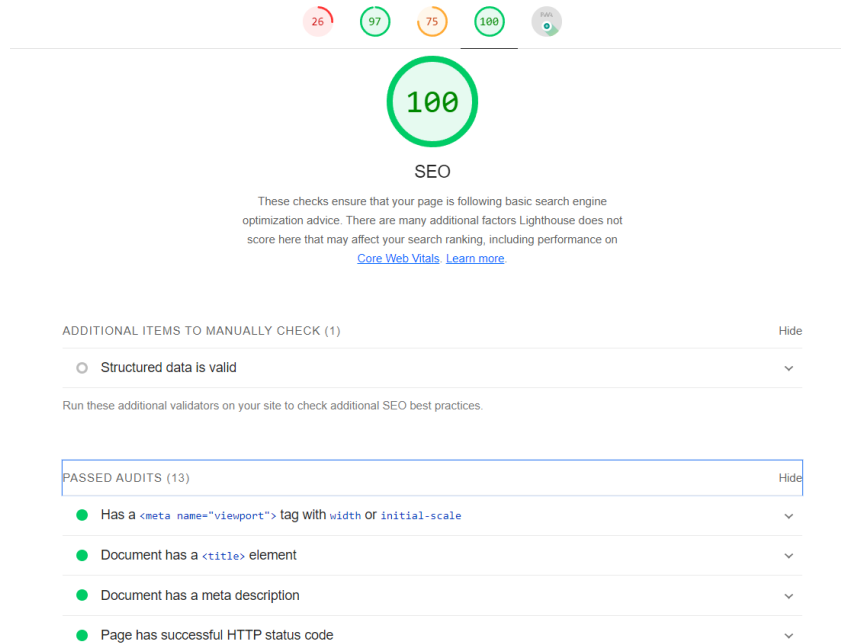 26 97 75 100 PWA
100
SEO
These checks ensure that your page is following basic search engine
optimization advice. There are many additional factors Lighthouse does not
score here that may affect your search ranking, including performance on
Core Web Vitals. Learn more.
ADDITIONAL ITEMS TO MANUALLY CHECK (1) Hide
Structured data is valid
Run these additional validators on your site to check additional SEO best practices.
PASSED AUDITS (13) Hide
Has a <meta name="viewport"> tag with width or initial-scale
Document has a <title> element
Document has a meta description
Page has successful HTTP status code